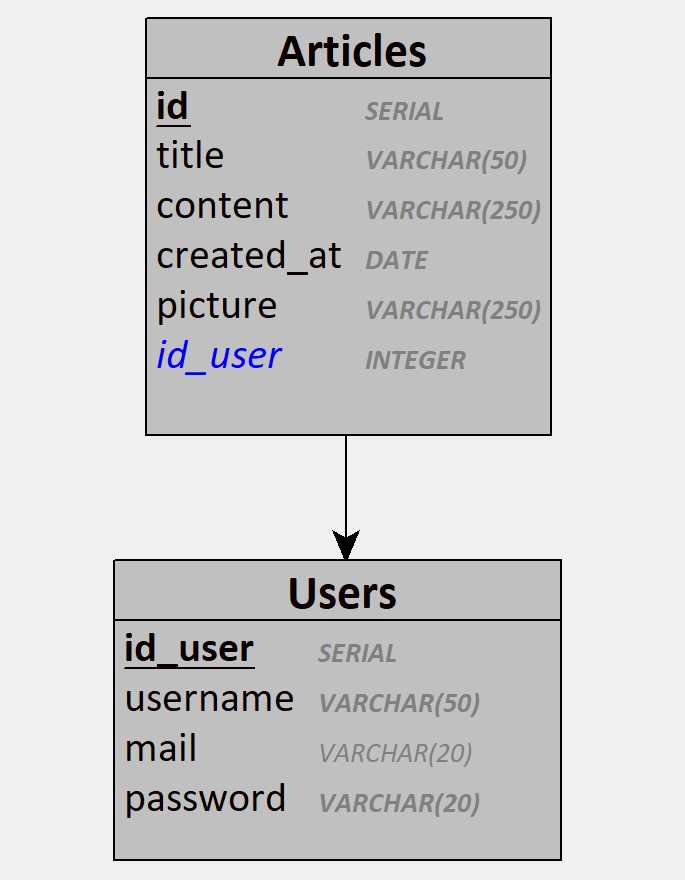 Articles
id SERIAL
title VARCHAR(50)
content VARCHAR(250)
created_at DATE
picture VARCHAR(250)
id_user INTEGER
Users
id_user SERIAL
username VARCHAR(50)
mail VARCHAR(20)
password VARCHAR(20)